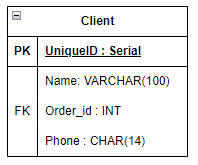 Client
PK UniqueID : Serial
Name: VARCHAR(100)
FK Order_id : INT
Phone : CHAR(14)